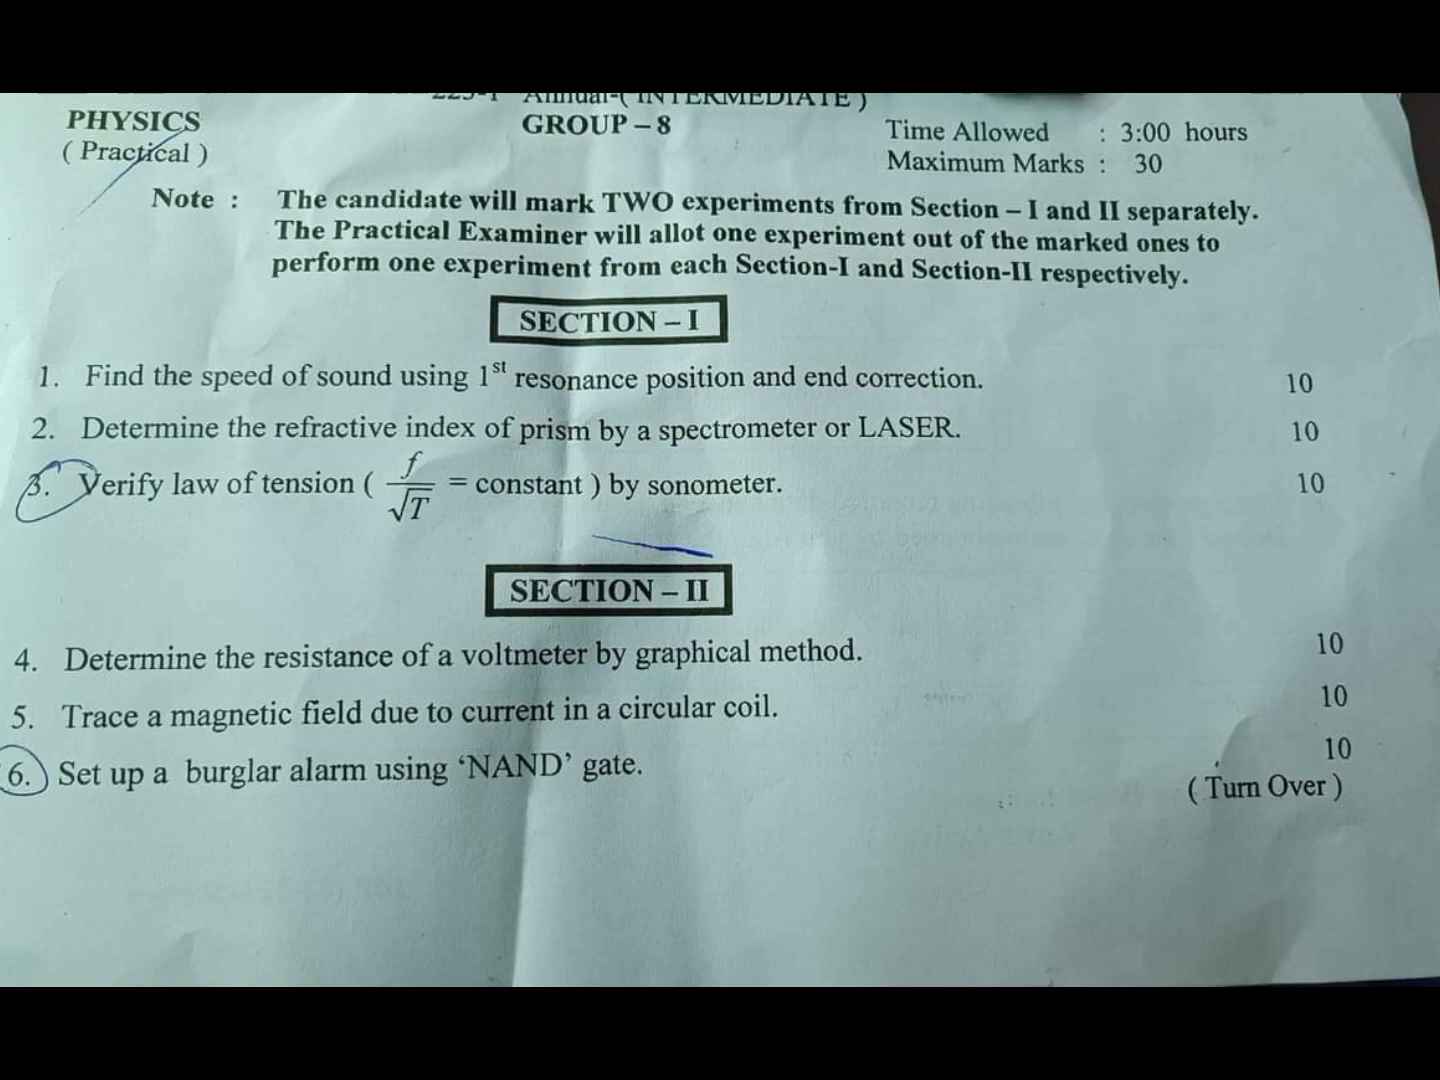 Annual-( INTERMEDIATE )
PHYSICS
( Practical )
GROUP – 8
Time Allowed : 3:00 hours
Maximum Marks : 30
Note : The candidate will mark TWO experiments from Section – I and II separately.
The Practical Examiner will allot one experiment out of the marked ones to
perform one experiment from each Section-I and Section-II respectively.
SECTION – I
1. Find the speed of sound using 1st resonance position and end correction. 10
2. Determine the refractive index of prism by a spectrometer or LASER. 10
3. Verify law of tension ( f/√T = constant ) by sonometer. 10
SECTION – II
4. Determine the resistance of a voltmeter by graphical method. 10
5. Trace a magnetic field due to current in a circular coil. 10
6. Set up a burglar alarm using ‘NAND’ gate. 10
( Turn Over )